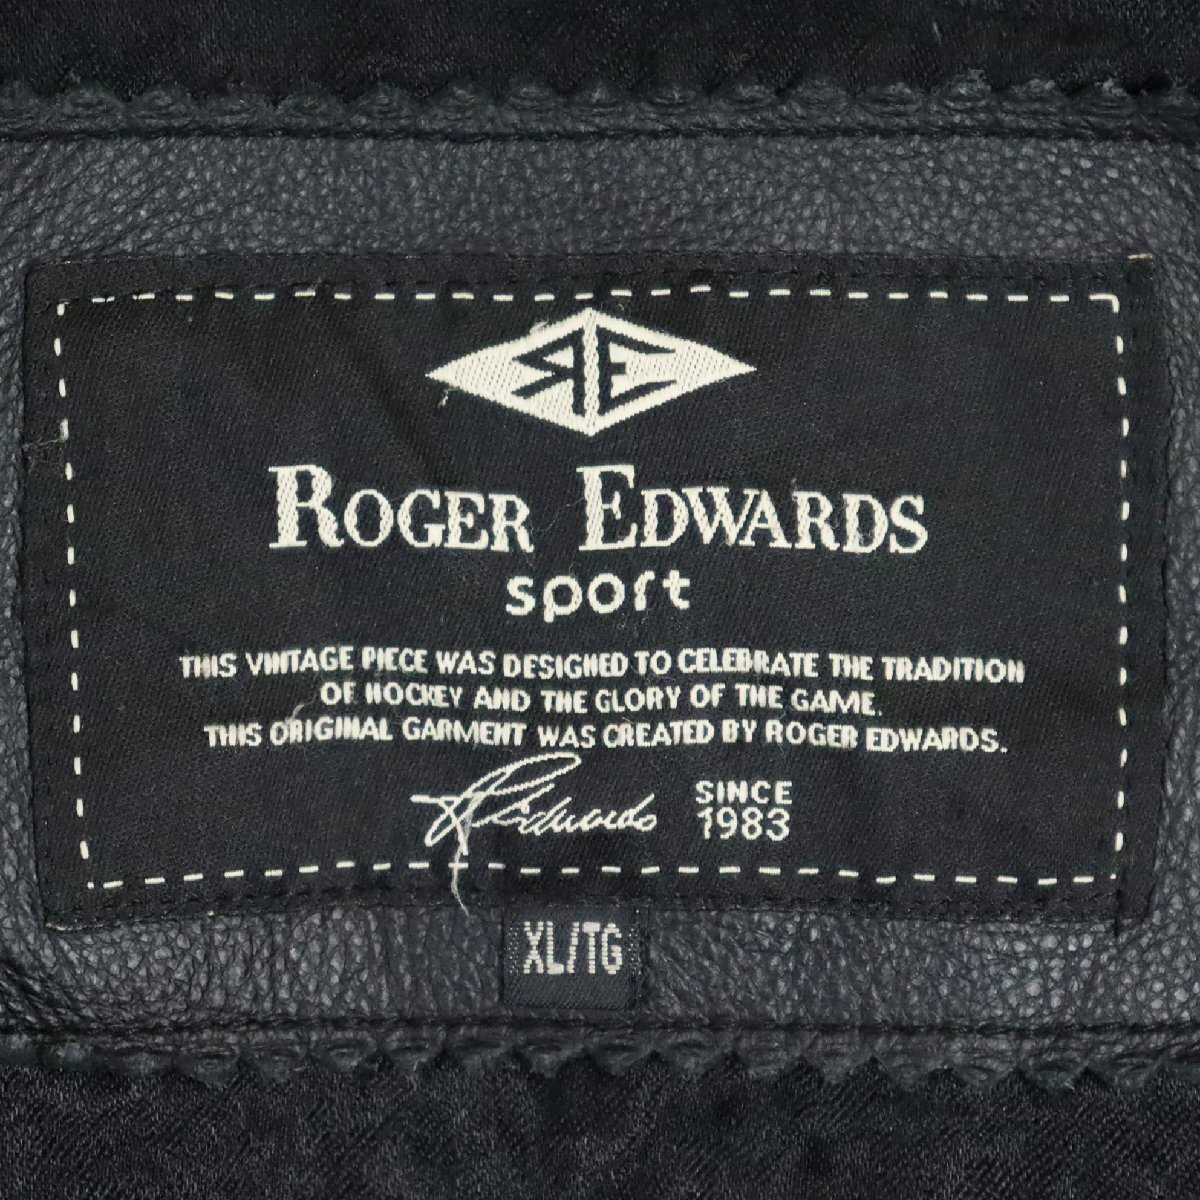 RE
ROGER EDWARDS
sport
THIS VINTAGE PIECE WAS DESIGNED TO CELEBRATE THE TRADITION
OF HOCKEY AND THE GLORY OF THE GAME.
THIS ORIGINAL GARMENT WAS CREATED BY ROGER EDWARDS.
R Edwards
SINCE
1983
XL/TG